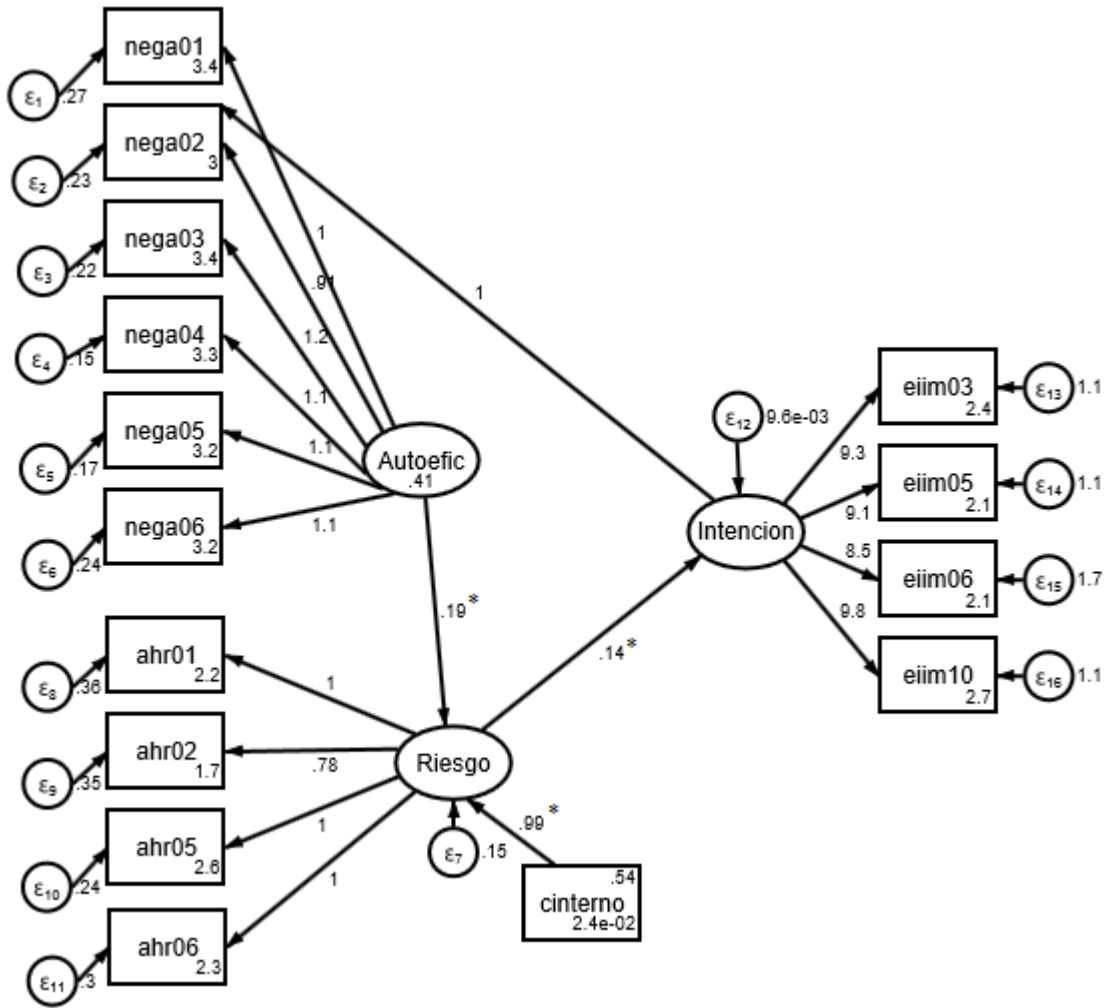 nega01
3.4
ε1
.27
nega02
3
ε2
.23
nega03
3.4
ε3
.22
nega04
3.3
ε4
.15
nega05
3.2
ε5
.17
nega06
3.2
ε6
.24
1
.91
1.2
1.1
1.1
1.1
Autoefic
.41
1
ε12
9.6e-03
Intencion
eiim03
2.4
ε13
1.1
9.3
eiim05
2.1
ε14
1.1
9.1
eiim06
2.1
ε15
1.7
8.5
eiim10
2.7
ε16
1.1
9.8
.19*
.14*
ahr01
2.2
ε8
.36
1
ahr02
1.7
ε9
.35
.78
ahr05
2.6
ε10
.24
1
ahr06
2.3
ε11
.3
1
Riesgo
ε7
.15
.99*
.54
cinterno
2.4e-02